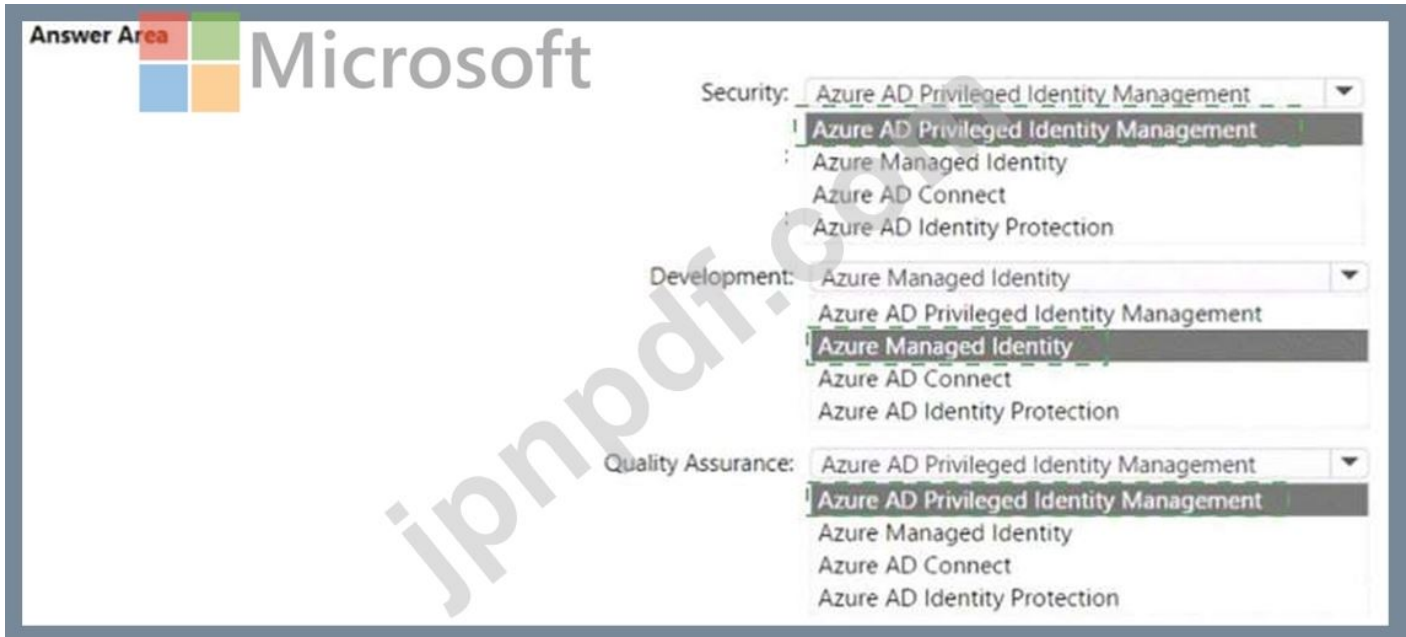 Answer Area
Microsoft
Security: Azure AD Privileged Identity Management
Azure AD Privileged Identity Management
Azure Managed Identity
Azure AD Connect
Azure AD Identity Protection
Development: Azure Managed Identity
Azure AD Privileged Identity Management
Azure Managed Identity
Azure AD Connect
Azure AD Identity Protection
Quality Assurance: Azure AD Privileged Identity Management
Azure AD Privileged Identity Management
Azure Managed Identity
Azure AD Connect
Azure AD Identity Protection
jpnpdf.com